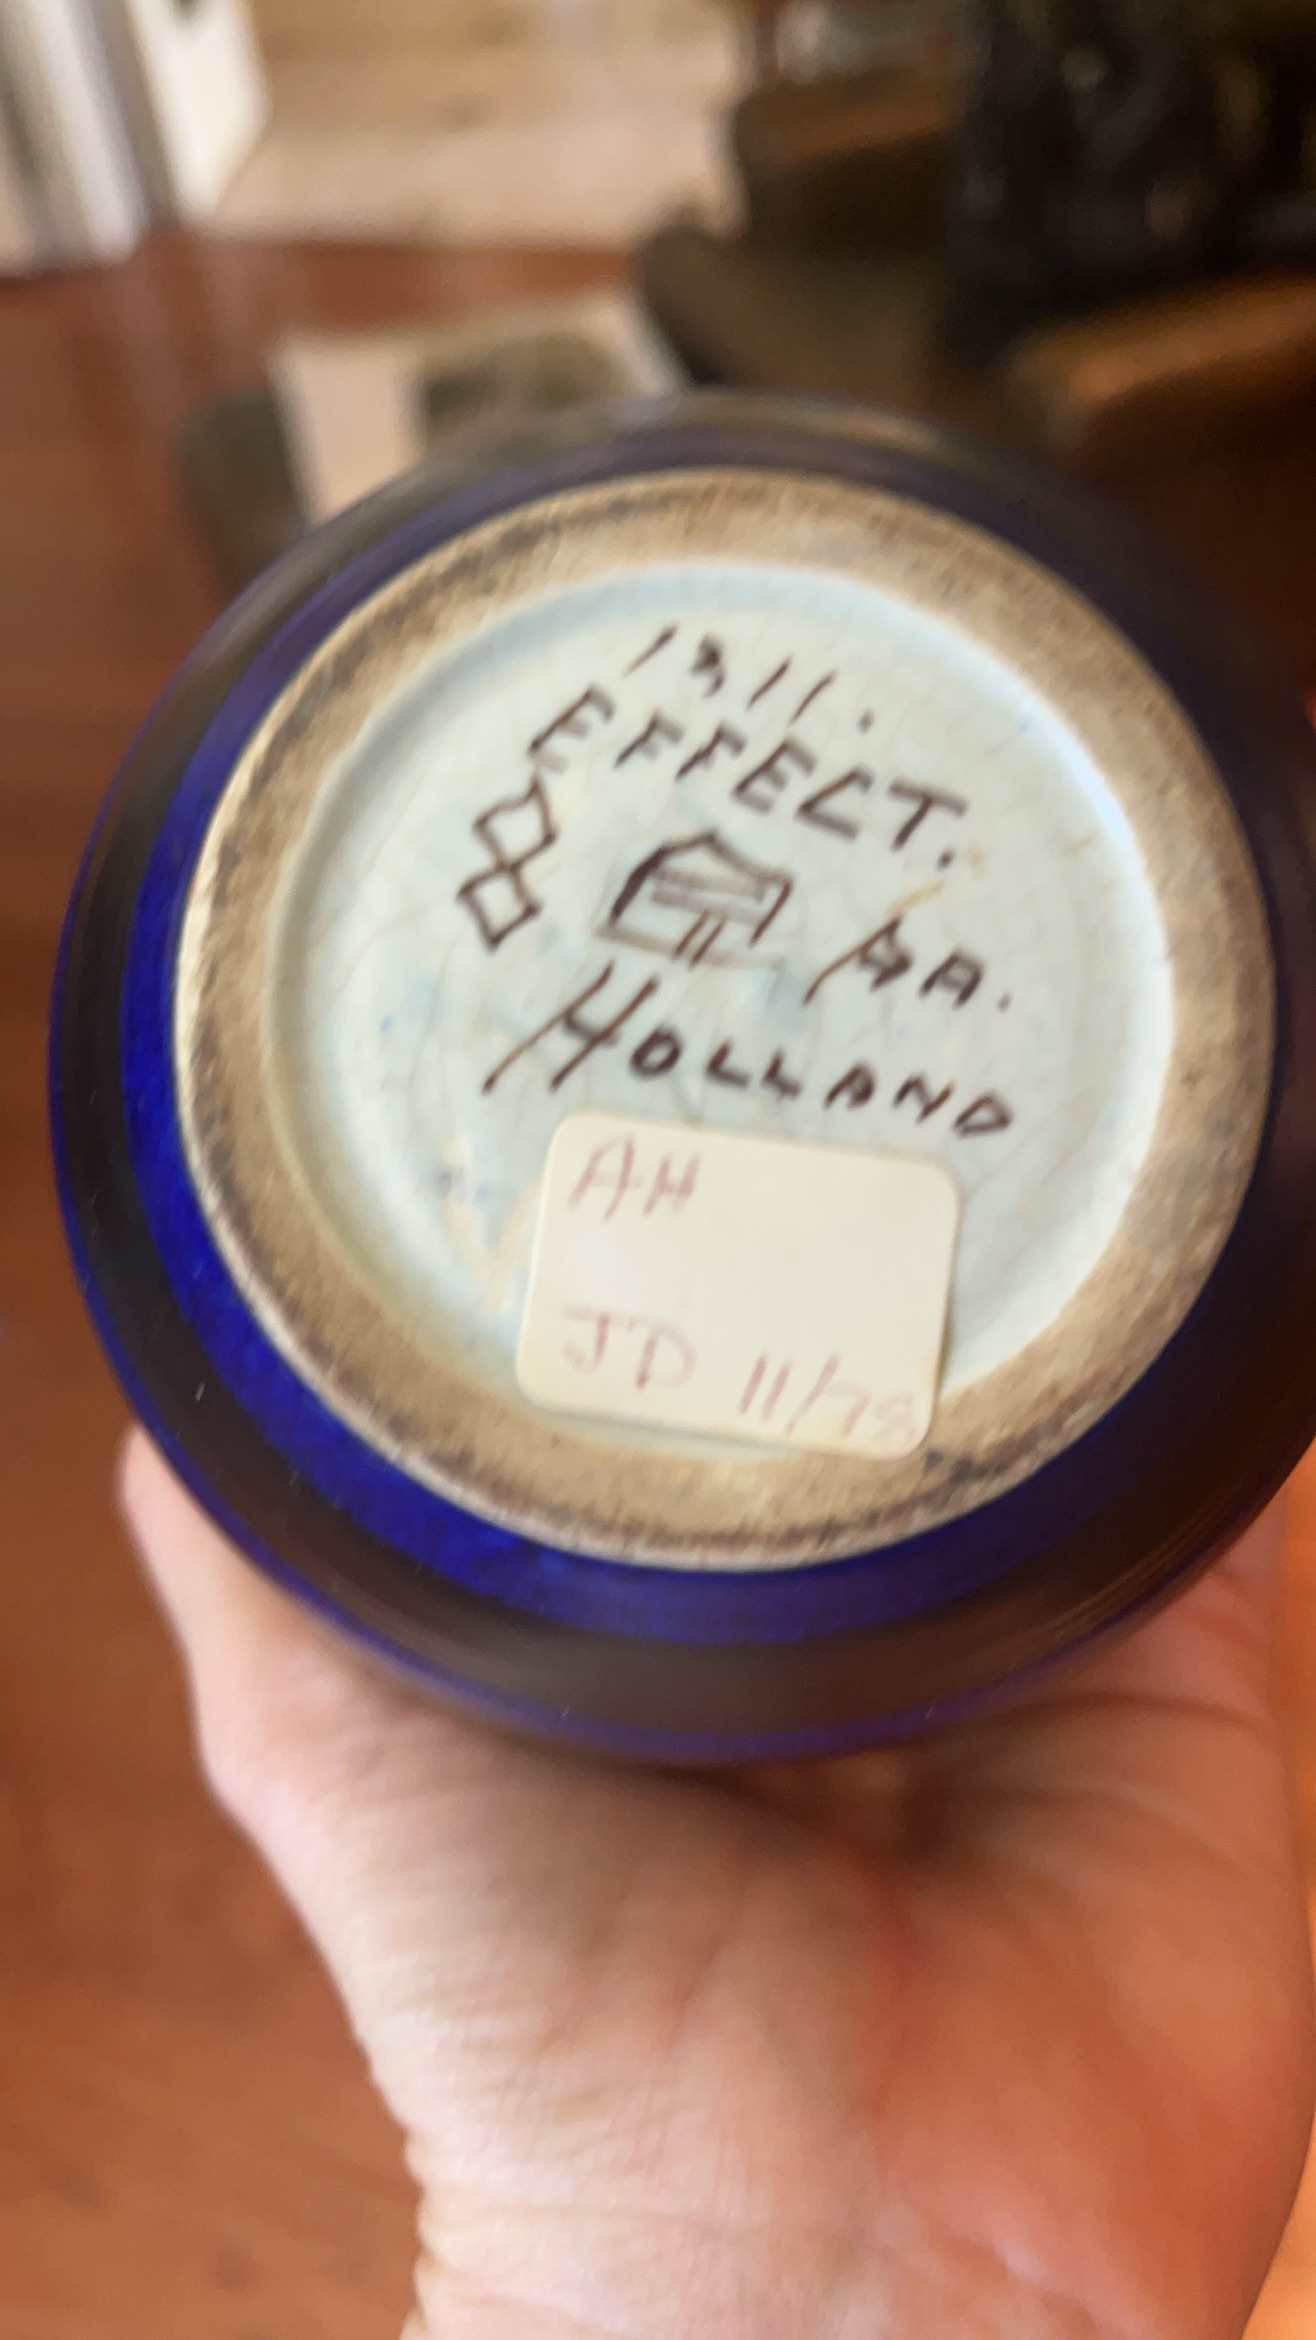 1311.
EFFECT.
AA.
HOLLAND
AH
JD 11/78